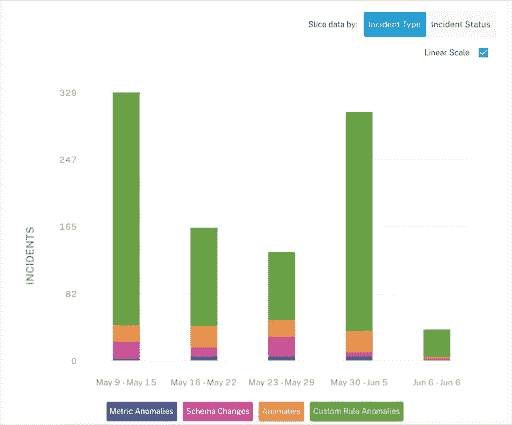 Slice data by: Incident Type Incident Status
Linear Scale
329
247
165
82
0
INCIDENTS
May 9 - May 15 May 16 - May 22 May 23 - May 29 May 30 - Jun 5 Jun 6 - Jun 6
Metric Anomalies Schema Changes Anomalies Custom Rule Anomalies